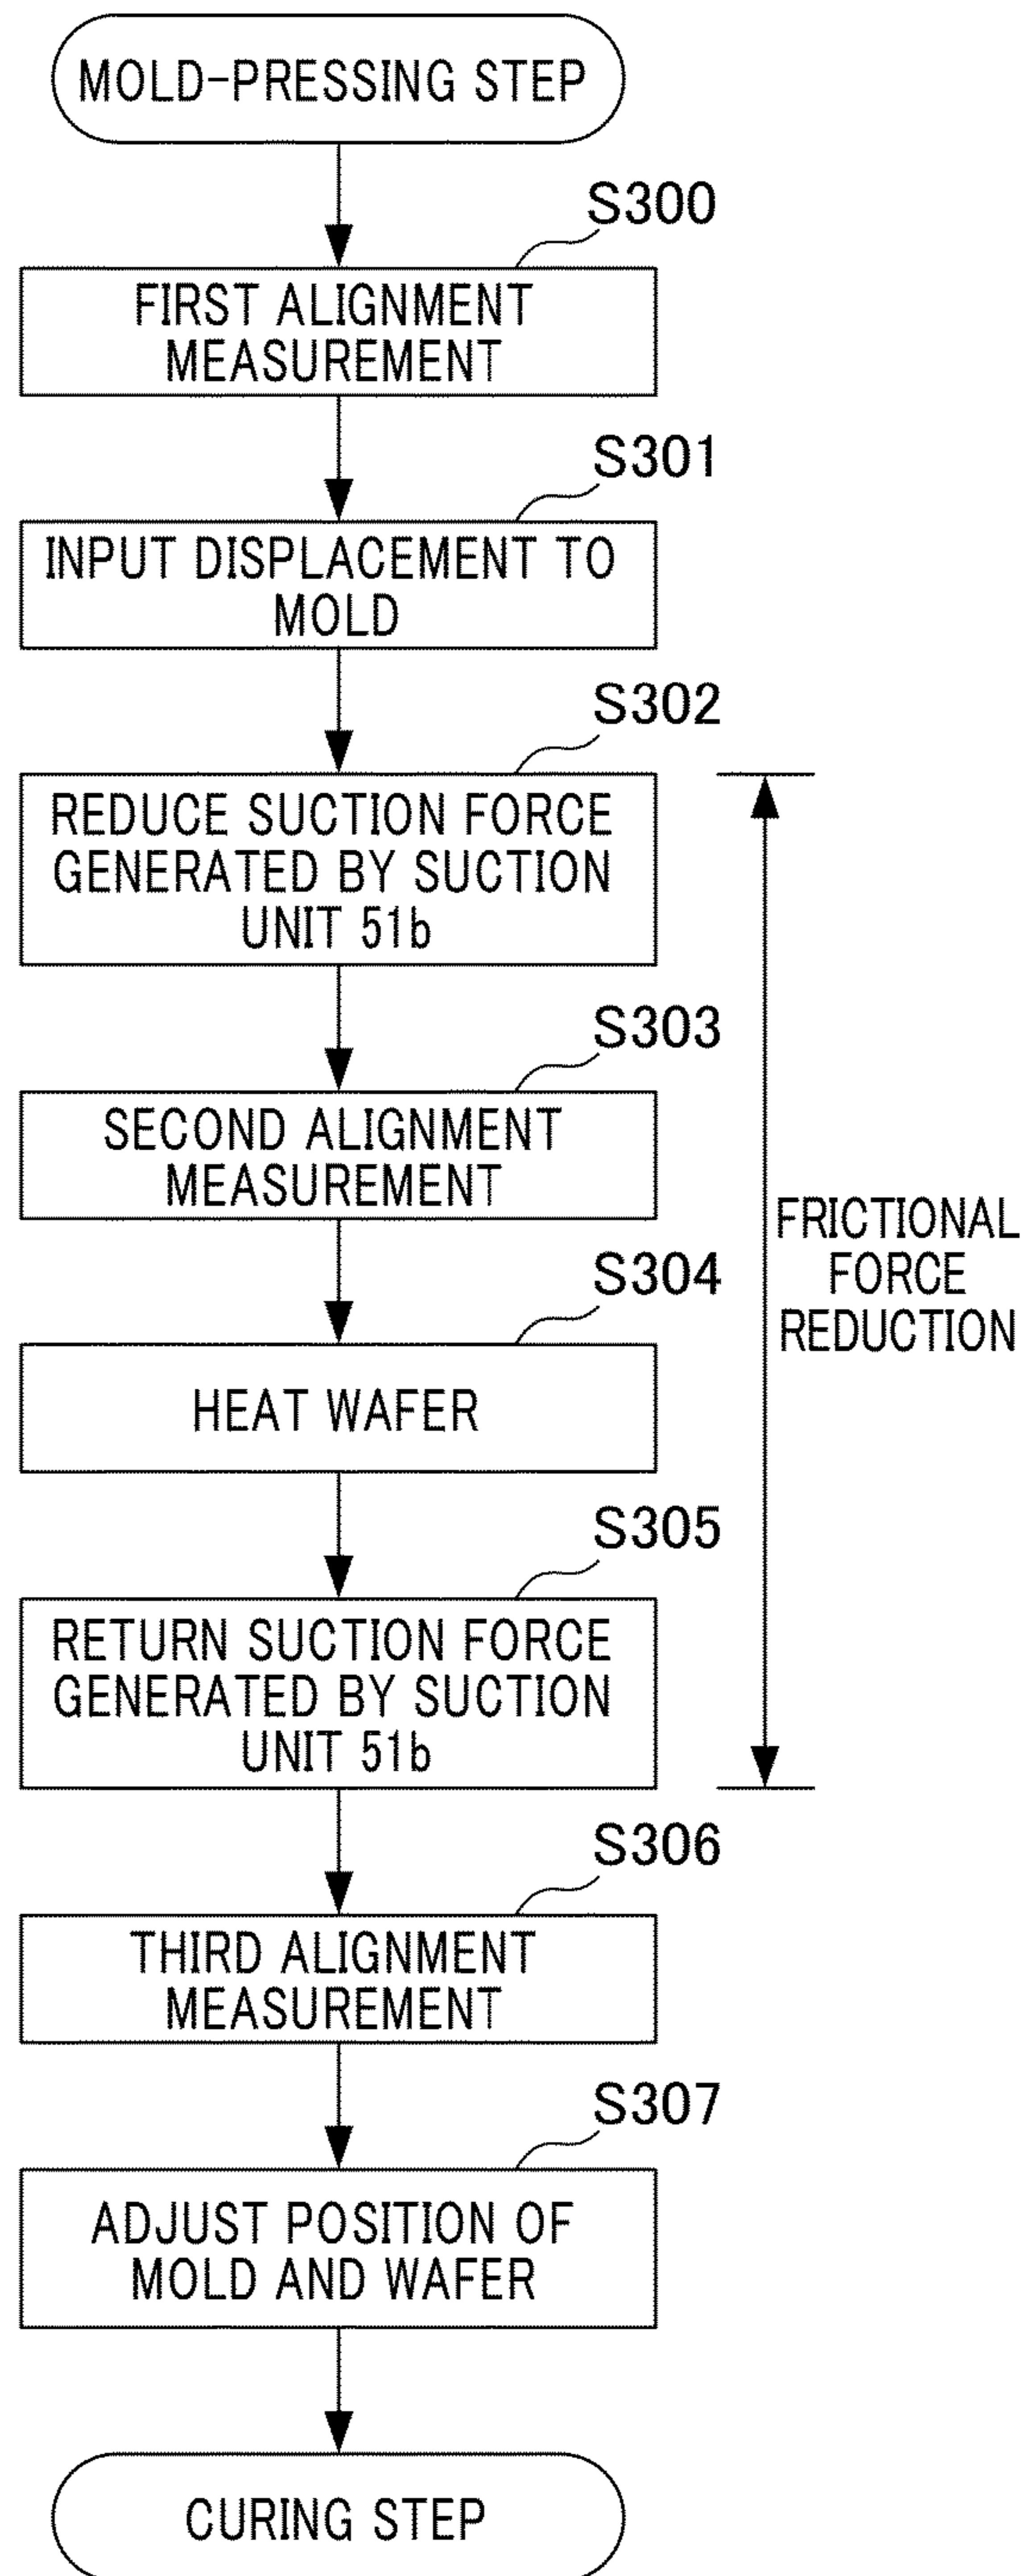 MOLD-PRESSING STEP
S300
FIRST ALIGNMENT
MEASUREMENT
S301
INPUT DISPLACEMENT TO
MOLD
S302
REDUCE SUCTION FORCE
GENERATED BY SUCTION
UNIT 51b
S303
SECOND ALIGNMENT
MEASUREMENT
FRICTIONAL
FORCE
REDUCTION
S304
HEAT WAFER
S305
RETURN SUCTION FORCE
GENERATED BY SUCTION
UNIT 51b
S306
THIRD ALIGNMENT
MEASUREMENT
S307
ADJUST POSITION OF
MOLD AND WAFER
CURING STEP